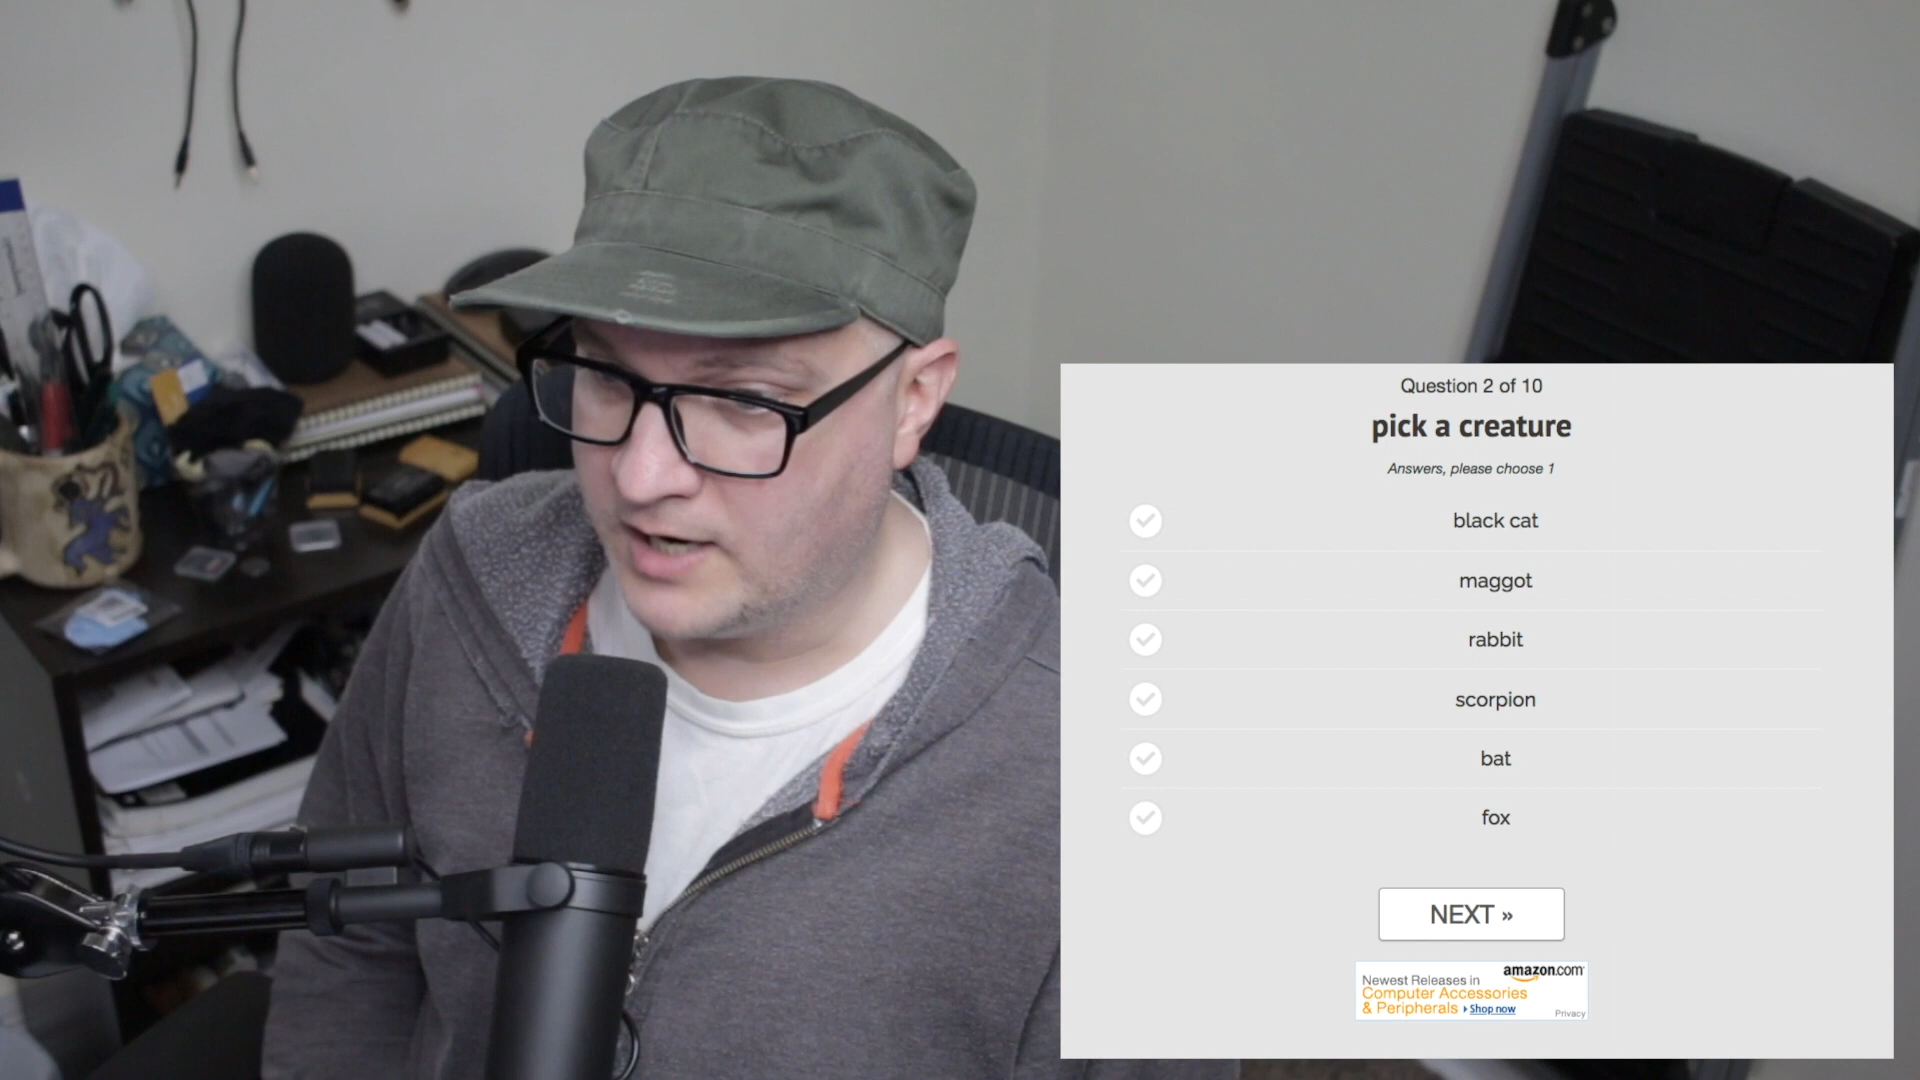 Question 2 of 10
pick a creature
Answers, please choose 1
black cat
maggot
rabbit
scorpion
bat
fox
NEXT »
amazon.com
Newest Releases in
Computer Accessories
& Peripherals Shop now
Privacy